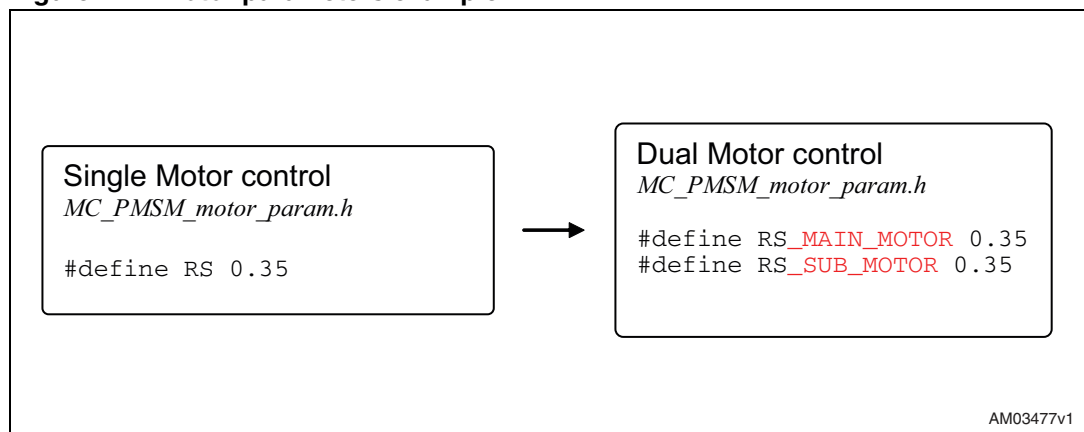 Single Motor control
MC_PMSM_motor_param.h
#define RS 0.35
Dual Motor control
MC_PMSM_motor_param.h
#define RS_MAIN_MOTOR 0.35
#define RS_SUB_MOTOR 0.35
AM03477v1